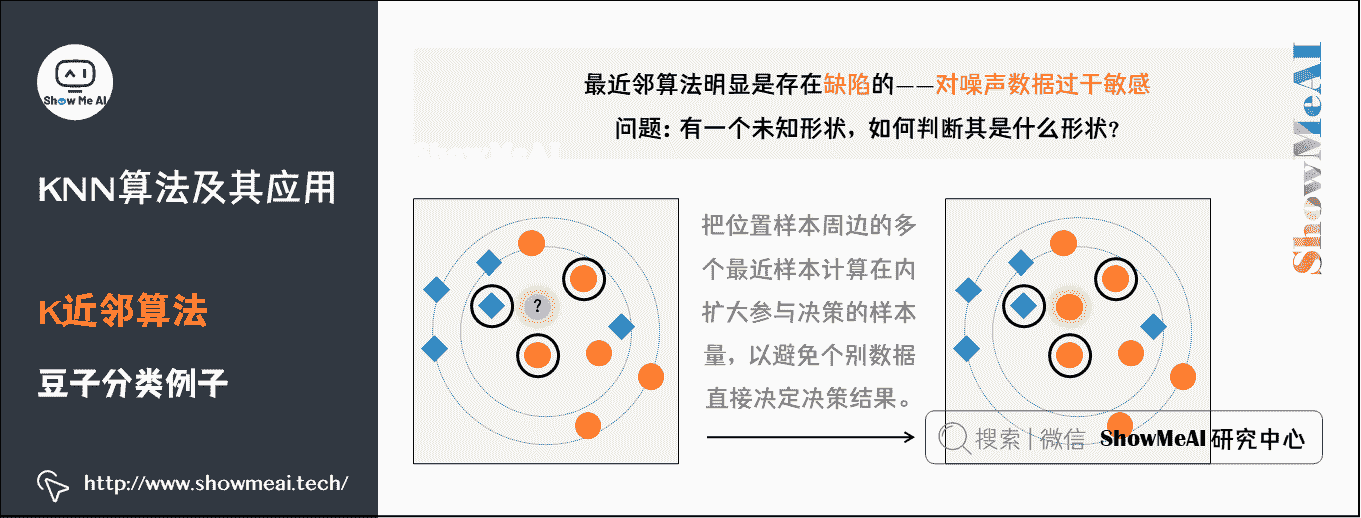 Show Me AI
KNN算法及其应用
K近邻算法
豆子分类例子
http://www.showmeai.tech/
最近邻算法明显是存在缺陷的——对噪声数据过于敏感
问题: 有一个未知形状, 如何判断其是什么形状?
ShowMeAI
?
把位置样本周边的多
个最近样本计算在内
扩大参与决策的样本
量, 以避免个别数据
直接决定决策结果。
搜索|微信 ShowMeAI 研究中心
ShowMeAI